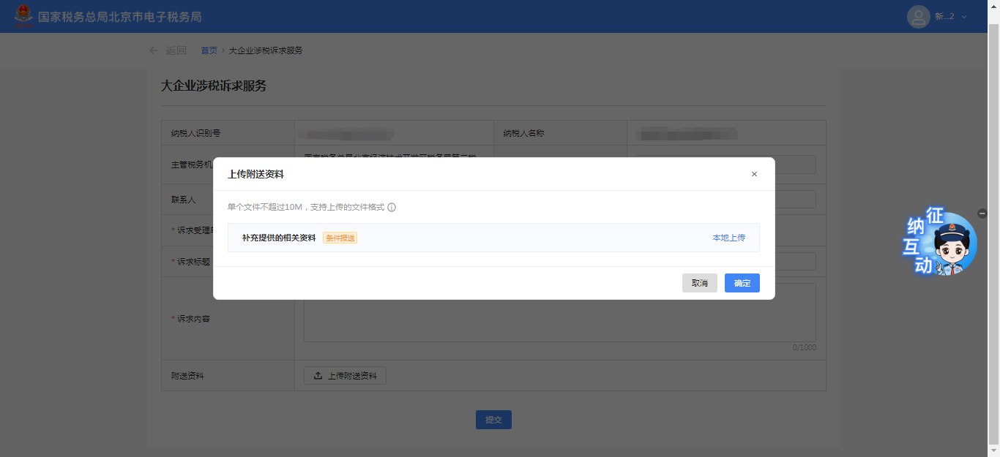 国家税务总局北京市电子税务局
新...2
返回 首页 › 大企业涉税诉求服务
大企业涉税诉求服务
纳税人识别号
纳税人名称
主管税务机
上传附送资料
×
单个文件不超过10M，支持上传的文件格式
补充提供的相关资料 条件报送 本地上传
取消 确定
联系人
* 诉求受理
* 诉求标题
* 诉求内容
0/1000
附送资料
上传附送资料
提交
征纳互动